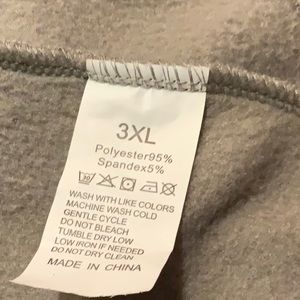 3XL
Polyester95%
Spandex5%
WASH WITH LIKE COLORS
MACHINE WASH COLD
GENTLE CYCLE
DO NOT BLEACH
TUMBLE DRY LOW
LOW IRON IF NEEDED
DO NOT DRY CLEAN
MADE IN CHINA